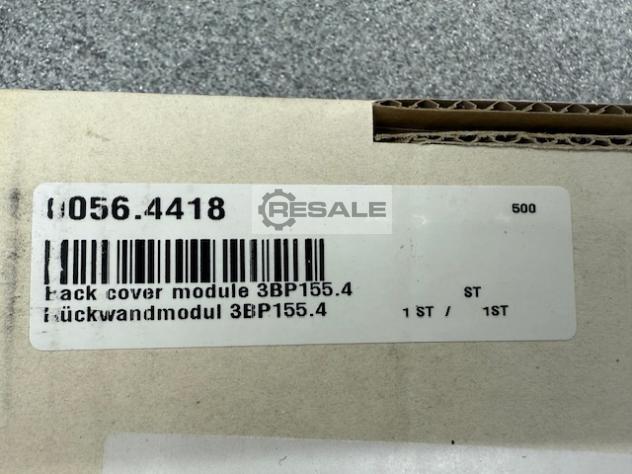 0056.4418
RESALE
500
Back cover module 3BP155.4
ST
Rückwandmodul 3BP155.4
1 ST / 1ST